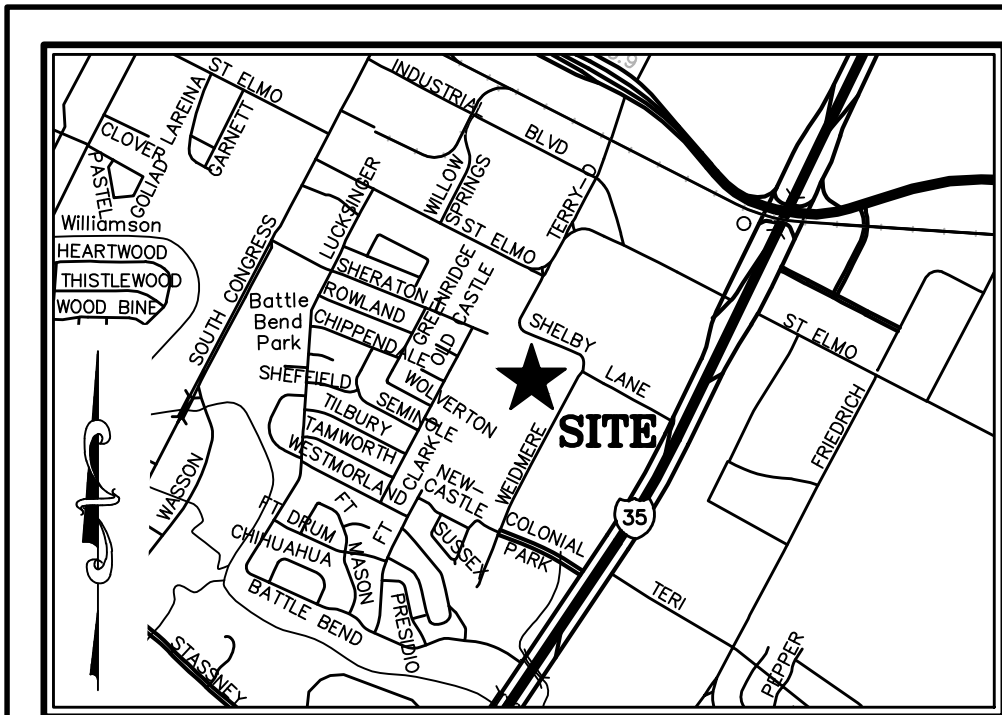 ST ELMO
INDUSTRIAL
BLVD
CLOVER
PASTEL
GOLIAD
LAREINA
GARNETT
WILLOW
SPRINGS
TERRY-O
LUCKSINGER
ST ELMO
Williamson
HEARTWOOD
THISTLEWOOD
WOOD BINE
SOUTH CONGRESS
Battle
Bend
Park
SHERATON
ROWLAND
CHIPPENDALE
GREENRIDGE
OLD
CASTLE
SHELBY
LANE
ST ELMO
SHEFFIELD
WOLVERTON
SEMINOLE
TILBURY
TAMWORTH
WESTMORLAND
SITE
FRIEDRICH
WEIDMERE
FT
CLARK
NEW-
CASTLE
WASSON
FT DRUM
CHIHUAHUA
FT
MASON
SUSSEX
COLONIAL
PARK
35
BATTLE BEND
PRESIDIO
TERI
STASSNEY
PEPPER